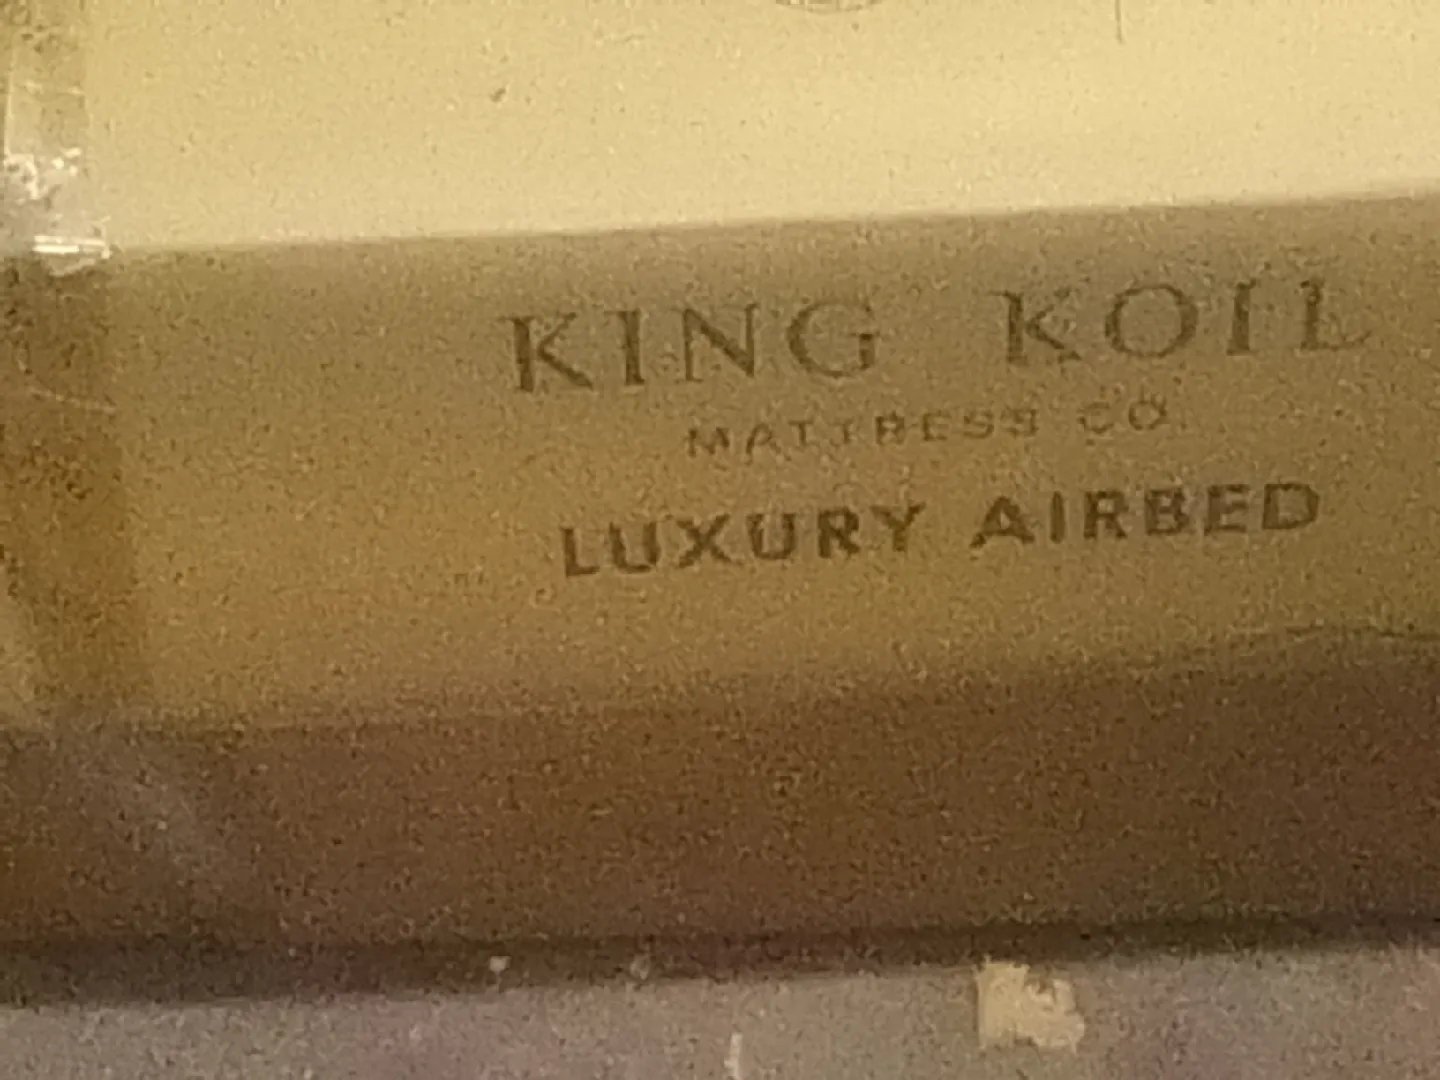 KING KOIL
MATTRESS CO.
LUXURY AIRBED